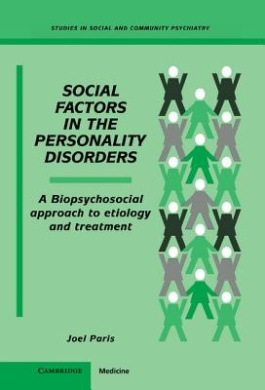 STUDIES IN SOCIAL AND COMMUNITY PSYCHIATRY
SOCIAL
FACTORS
IN THE
PERSONALITY
DISORDERS
A Biopsychosocial
approach to etiology
and treatment
Joel Paris
CAMBRIDGE
Medicine